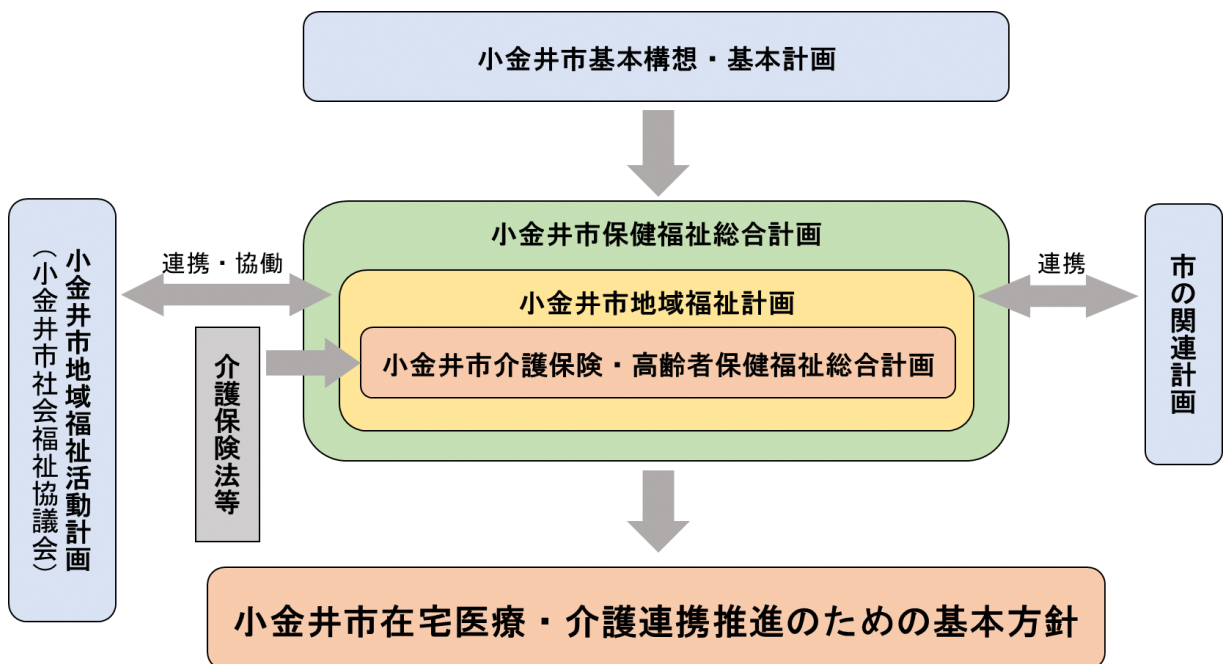 小金井市基本構想・基本計画
小金井市保健福祉総合計画
小金井市地域福祉計画
小金井市介護保険・高齢者保健福祉総合計画
連携・協働
連携
小金井市地域福祉活動計画
（小金井市社会福祉協議会）
介護保険法等
市の関連計画
小金井市在宅医療・介護連携推進のための基本方針